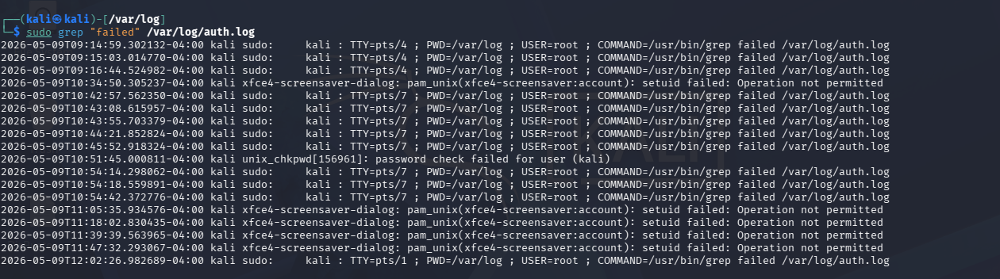 ┌──(kali㉿kali)-[/var/log]
└─$ sudo grep "failed" /var/log/auth.log
2026-05-09T09:14:59.302132-04:00 kali sudo:     kali : TTY=pts/4 ; PWD=/var/log ; USER=root ; COMMAND=/usr/bin/grep failed /var/log/auth.log
2026-05-09T09:15:03.014770-04:00 kali sudo:     kali : TTY=pts/4 ; PWD=/var/log ; USER=root ; COMMAND=/usr/bin/grep failed /var/log/auth.log
2026-05-09T09:16:44.524982-04:00 kali sudo:     kali : TTY=pts/4 ; PWD=/var/log ; USER=root ; COMMAND=/usr/bin/grep failed /var/log/auth.log
2026-05-09T10:34:50.305237-04:00 kali xfce4-screensaver-dialog: pam_unix(xfce4-screensaver:account): setuid failed: Operation not permitted
2026-05-09T10:42:57.562350-04:00 kali sudo:     kali : TTY=pts/7 ; PWD=/var/log ; USER=root ; COMMAND=/usr/bin/grep failed /var/log/auth.log
2026-05-09T10:43:08.615957-04:00 kali sudo:     kali : TTY=pts/7 ; PWD=/var/log ; USER=root ; COMMAND=/usr/bin/grep failed /var/log/auth.log
2026-05-09T10:43:55.703379-04:00 kali sudo:     kali : TTY=pts/7 ; PWD=/var/log ; USER=root ; COMMAND=/usr/bin/grep failed /var/log/auth.log
2026-05-09T10:44:21.852824-04:00 kali sudo:     kali : TTY=pts/7 ; PWD=/var/log ; USER=root ; COMMAND=/usr/bin/grep failed /var/log/auth.log
2026-05-09T10:45:52.918324-04:00 kali sudo:     kali : TTY=pts/7 ; PWD=/var/log ; USER=root ; COMMAND=/usr/bin/grep failed /var/log/auth.log
2026-05-09T10:51:45.000811-04:00 kali unix_chkpwd[156961]: password check failed for user (kali)
2026-05-09T10:54:14.298062-04:00 kali sudo:     kali : TTY=pts/7 ; PWD=/var/log ; USER=root ; COMMAND=/usr/bin/grep failed /var/log/auth.log
2026-05-09T10:54:18.559891-04:00 kali sudo:     kali : TTY=pts/7 ; PWD=/var/log ; USER=root ; COMMAND=/usr/bin/grep failed /var/log/auth.log
2026-05-09T10:54:42.372776-04:00 kali sudo:     kali : TTY=pts/7 ; PWD=/var/log ; USER=root ; COMMAND=/usr/bin/grep failed /var/log/auth.log
2026-05-09T11:05:35.934576-04:00 kali xfce4-screensaver-dialog: pam_unix(xfce4-screensaver:account): setuid failed: Operation not permitted
2026-05-09T11:18:02.830435-04:00 kali xfce4-screensaver-dialog: pam_unix(xfce4-screensaver:account): setuid failed: Operation not permitted
2026-05-09T11:39:39.563965-04:00 kali xfce4-screensaver-dialog: pam_unix(xfce4-screensaver:account): setuid failed: Operation not permitted
2026-05-09T11:47:32.293067-04:00 kali xfce4-screensaver-dialog: pam_unix(xfce4-screensaver:account): setuid failed: Operation not permitted
2026-05-09T12:02:26.982689-04:00 kali sudo:     kali : TTY=pts/1 ; PWD=/var/log ; USER=root ; COMMAND=/usr/bin/grep failed /var/log/auth.log